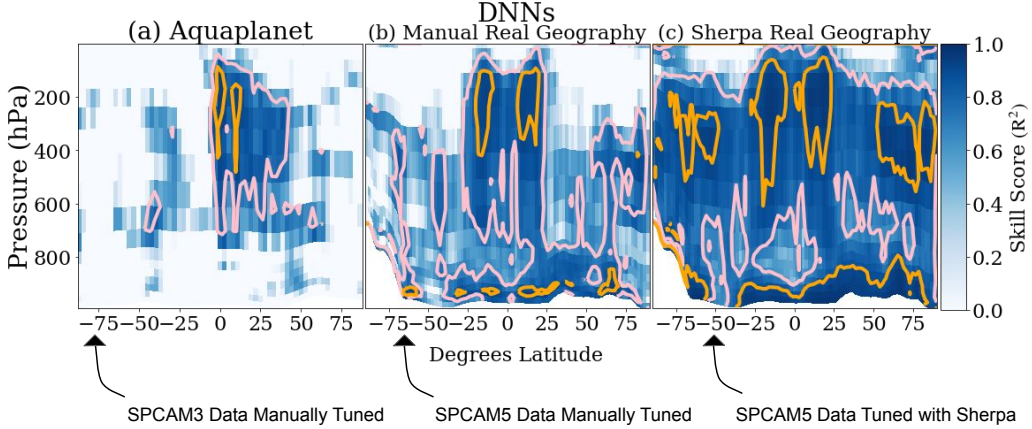 DNNs
(a) Aquaplanet
(b) Manual Real Geography
(c) Sherpa Real Geography
Pressure (hPa)
200
400
600
800
−75 −50 −25 0 25 50 75
−75 −50 −25 0 25 50 75
−75 −50 −25 0 25 50 75
Degrees Latitude
1.0
0.8
0.6
0.4
0.2
0.0
Skill Score (R²)
SPCAM3 Data Manually Tuned
SPCAM5 Data Manually Tuned
SPCAM5 Data Tuned with Sherpa